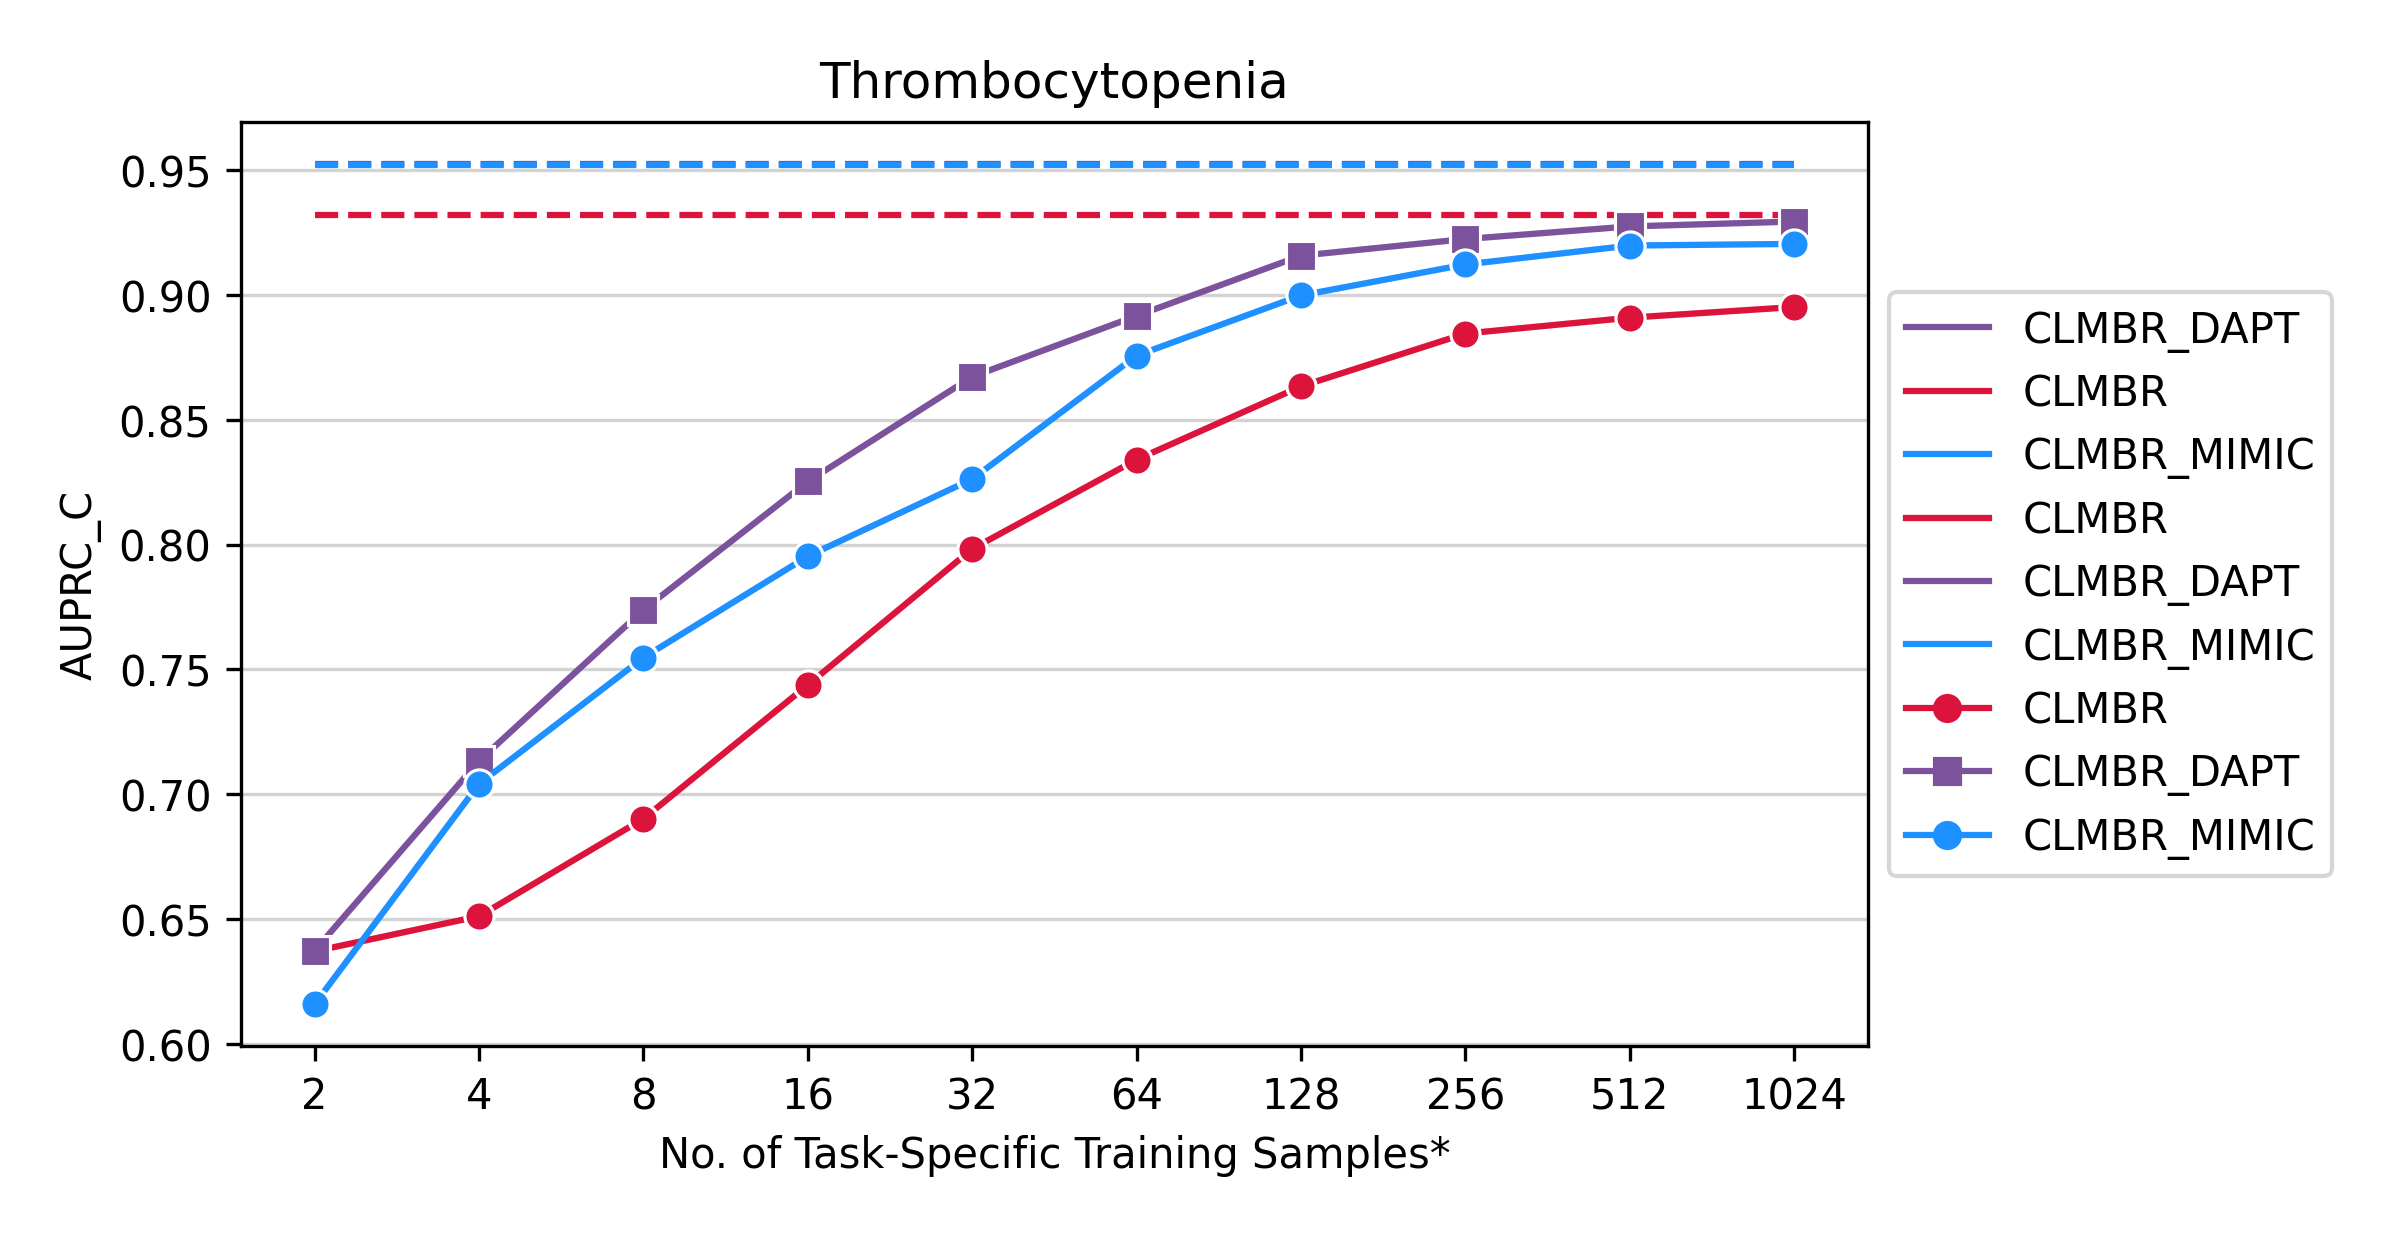 Thrombocytopenia
AUPRC_C
0.95
0.90
0.85
0.80
0.75
0.70
0.65
0.60
2 4 8 16 32 64 128 256 512 1024
No. of Task-Specific Training Samples*
CLMBR_DAPT
CLMBR
CLMBR_MIMIC
CLMBR
CLMBR_DAPT
CLMBR_MIMIC
CLMBR
CLMBR_DAPT
CLMBR_MIMIC